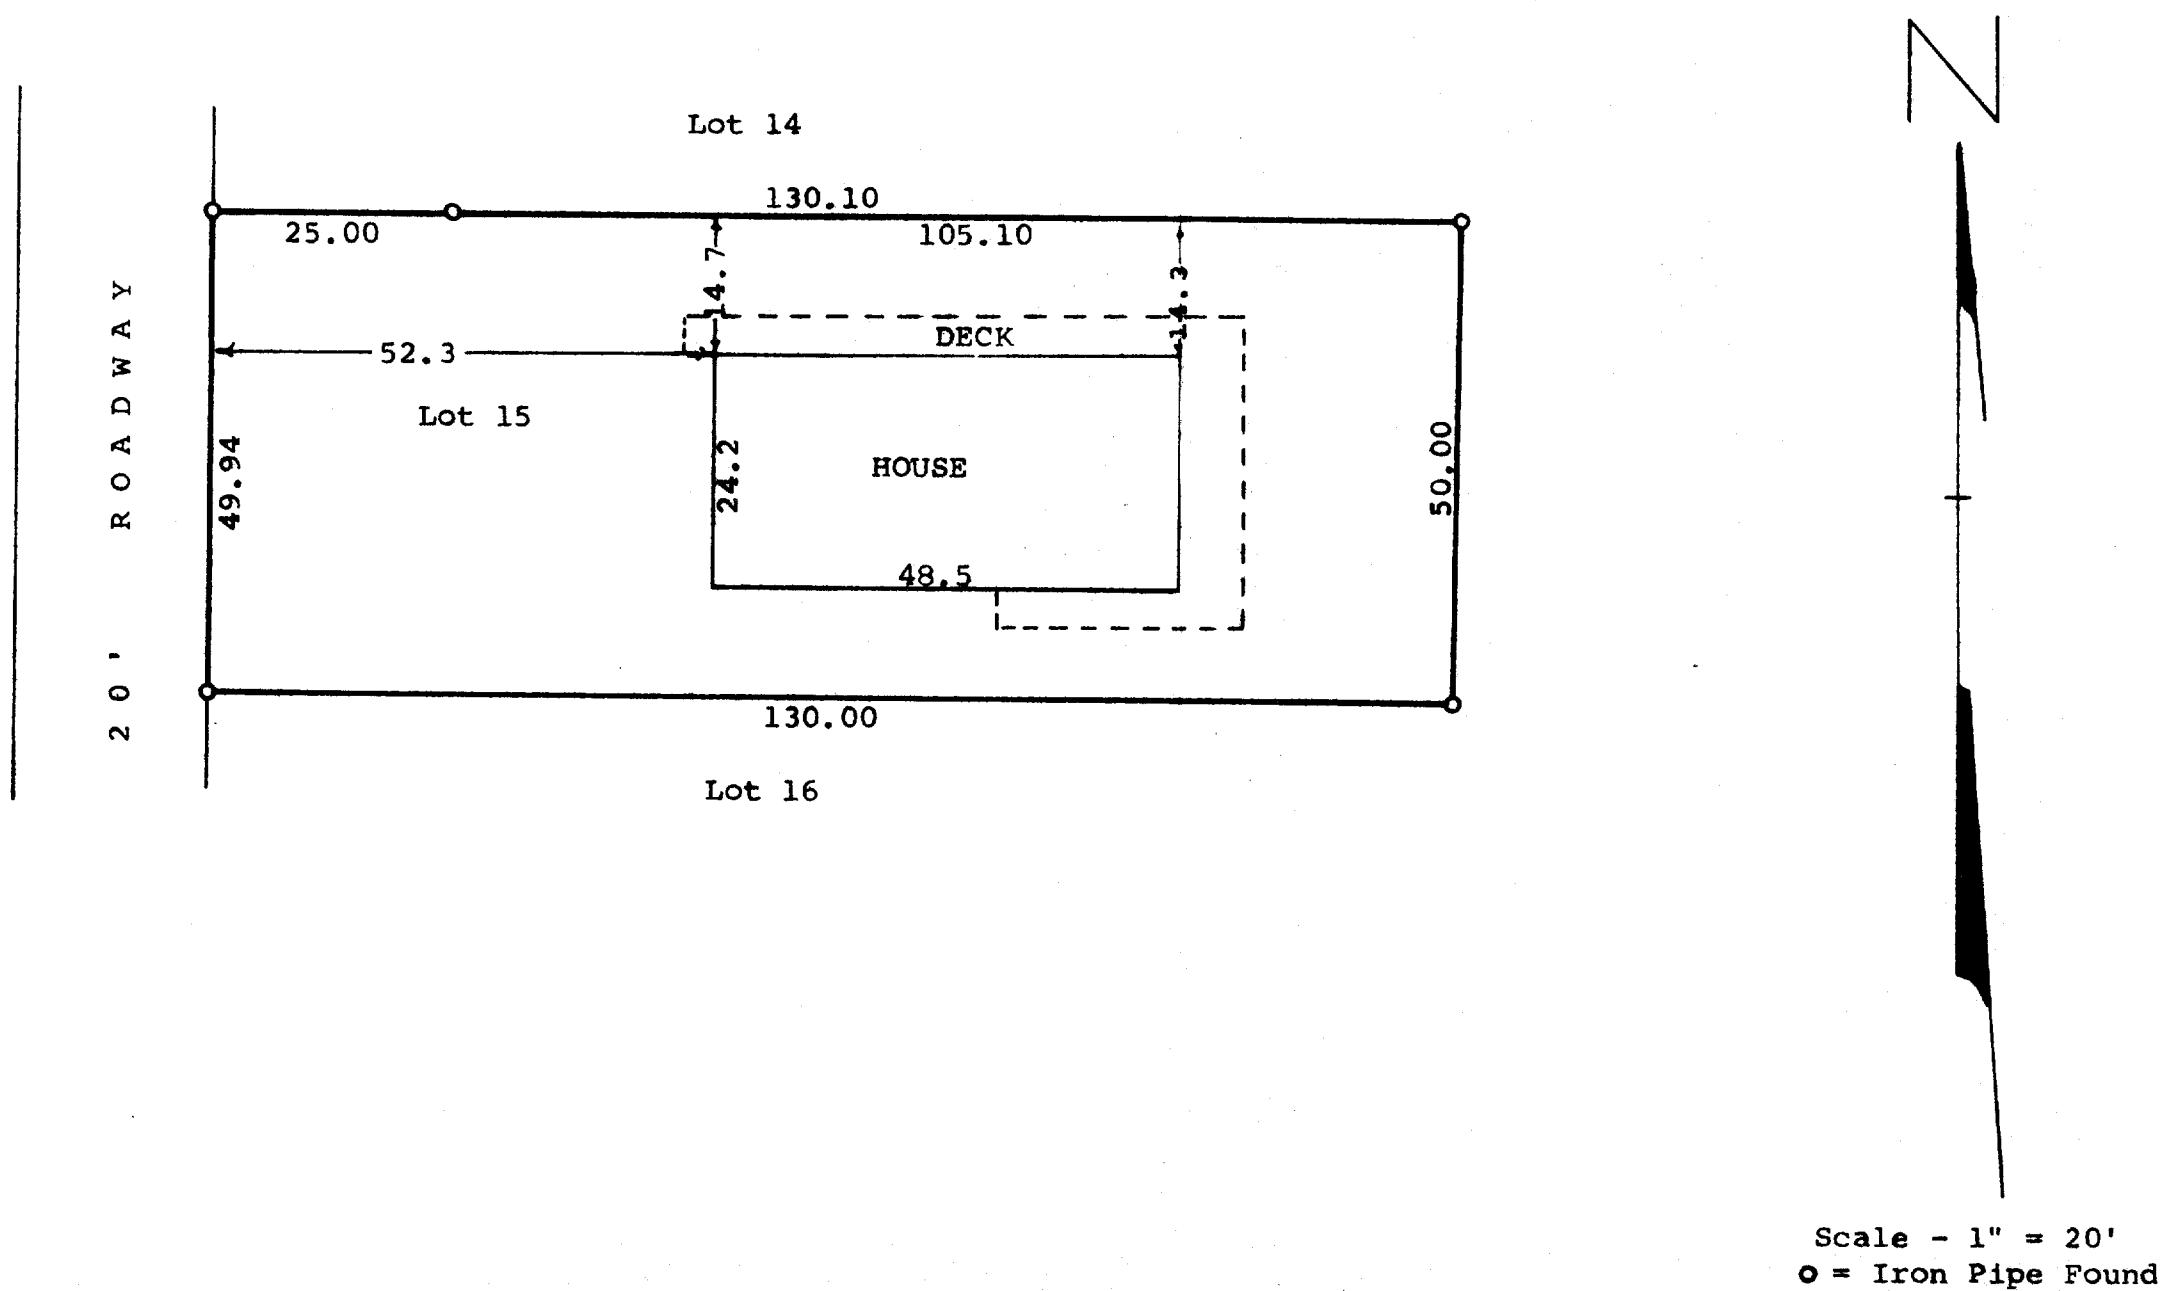 N
Lot 14
130.10
25.00
105.10
14.7
14.3
DECK
52.3
Lot 15
20' ROADWAY
49.94
24.2
HOUSE
50.00
48.5
130.00
Lot 16
Scale - 1" = 20'
o = Iron Pipe Found